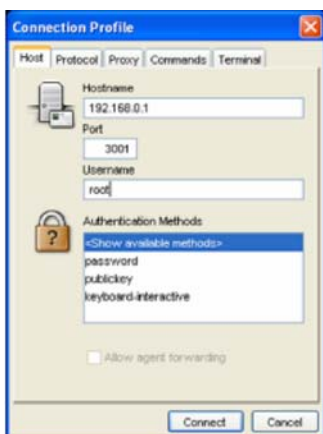 Connection Profile
Host Protocol Proxy Commands Terminal
Hostname
192.168.0.1
Port
3001
Username
root
?
Authentication Methods
<Show available methods>
password
publickey
keyboard-interactive
Allow agent forwarding
Connect Cancel